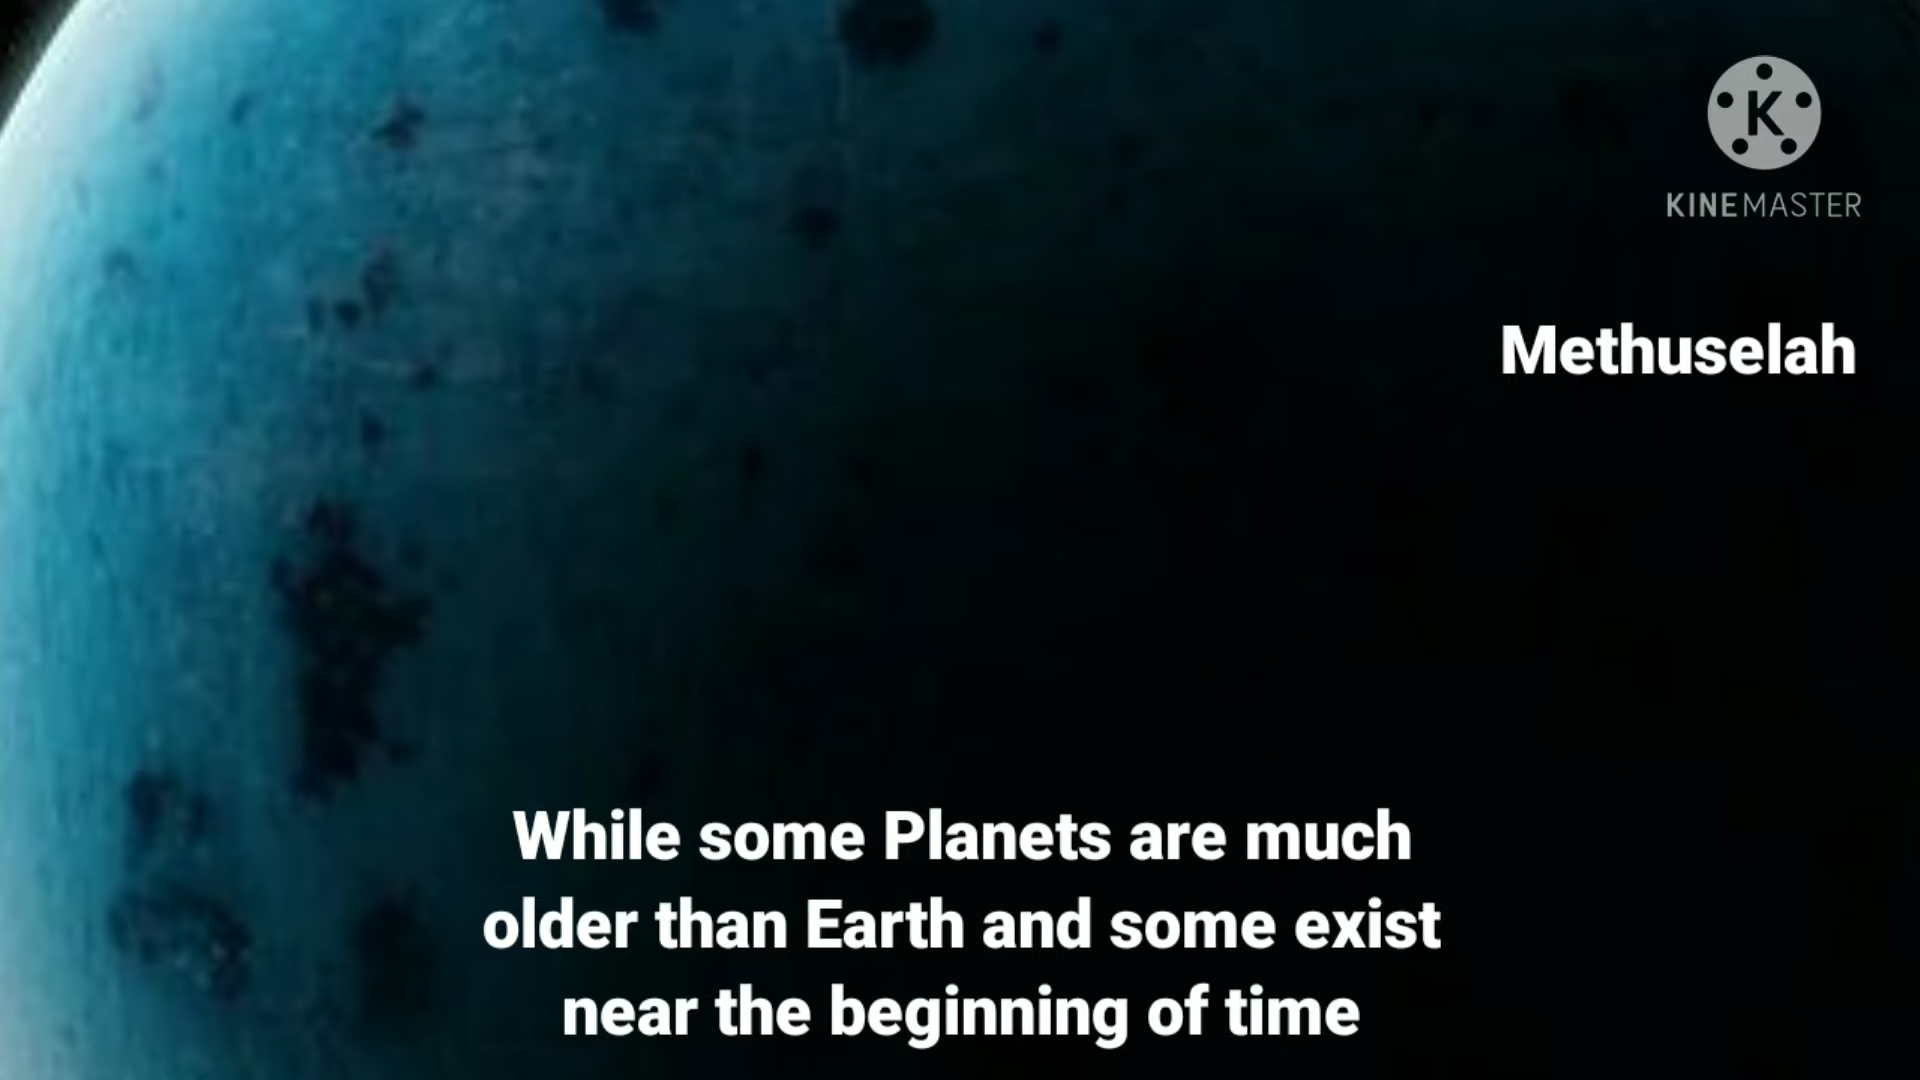 K
KINEMASTER
Methuselah
While some Planets are much
older than Earth and some exist
near the beginning of time